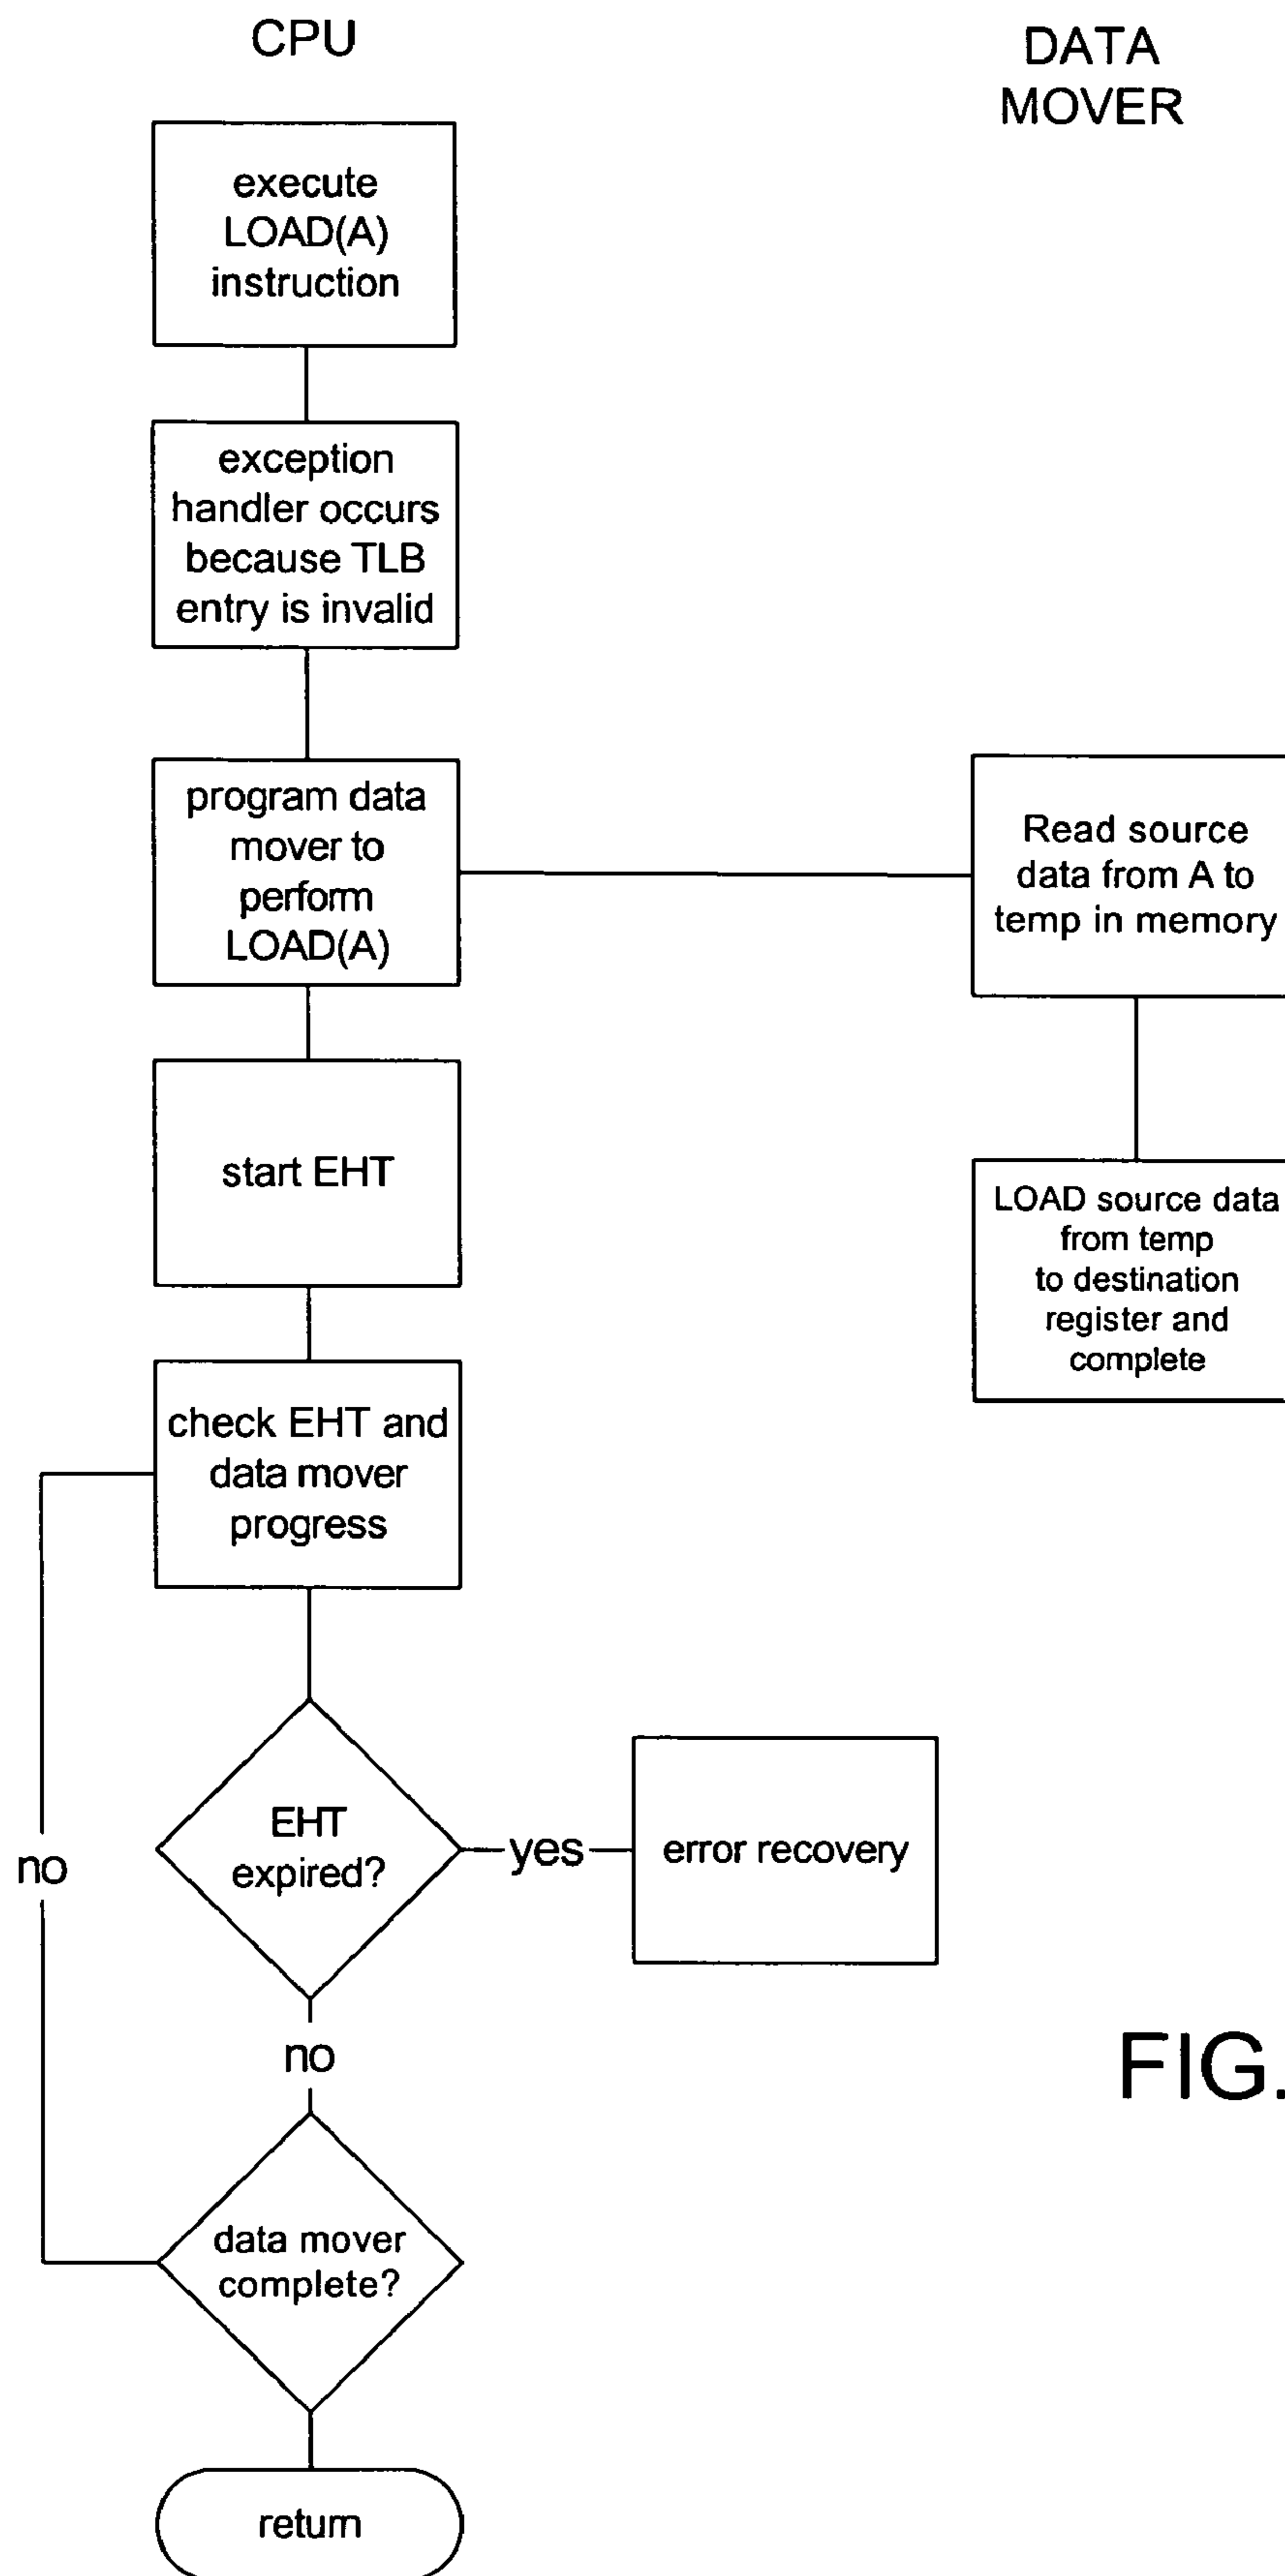 CPU
DATA
MOVER
execute
LOAD(A)
instruction
exception
handler occurs
because TLB
entry is invalid
program data
mover to
perform
LOAD(A)
Read source
data from A to
temp in memory
start EHT
LOAD source data
from temp
to destination
register and
complete
check EHT and
data mover
progress
EHT
expired?
yes
error recovery
no
no
FIG.
data mover
complete?
return